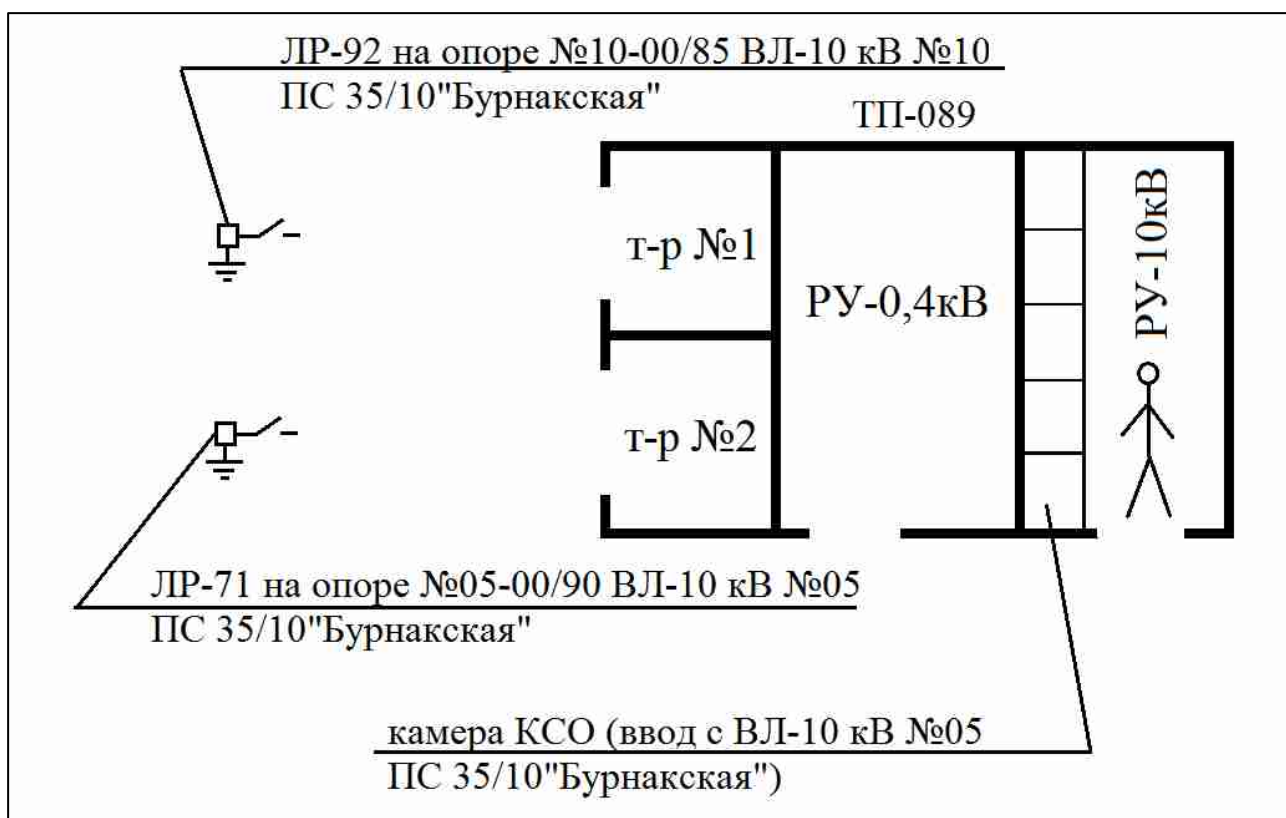 ЛР-92 на опоре №10-00/85 ВЛ-10 кВ №10
ПС 35/10"Бурнакская"
ТП-089
т-р №1
РУ-0,4кВ
РУ-10кВ
т-р №2
ЛР-71 на опоре №05-00/90 ВЛ-10 кВ №05
ПС 35/10"Бурнакская"
камера КСО (ввод с ВЛ-10 кВ №05
ПС 35/10"Бурнакская")